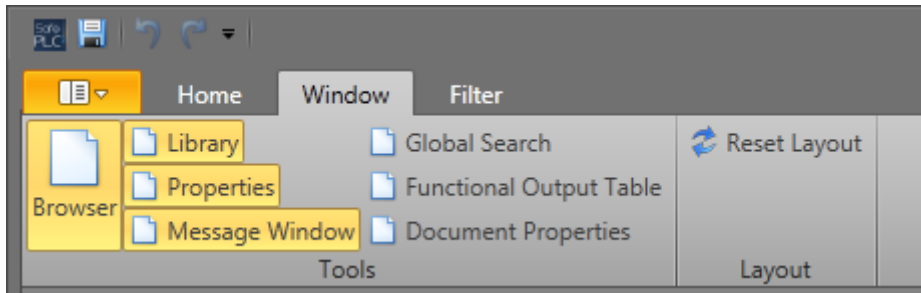 Safe PLC
Home Window Filter
Browser
Library
Properties
Message Window
Global Search
Functional Output Table
Document Properties
Tools
Reset Layout
Layout